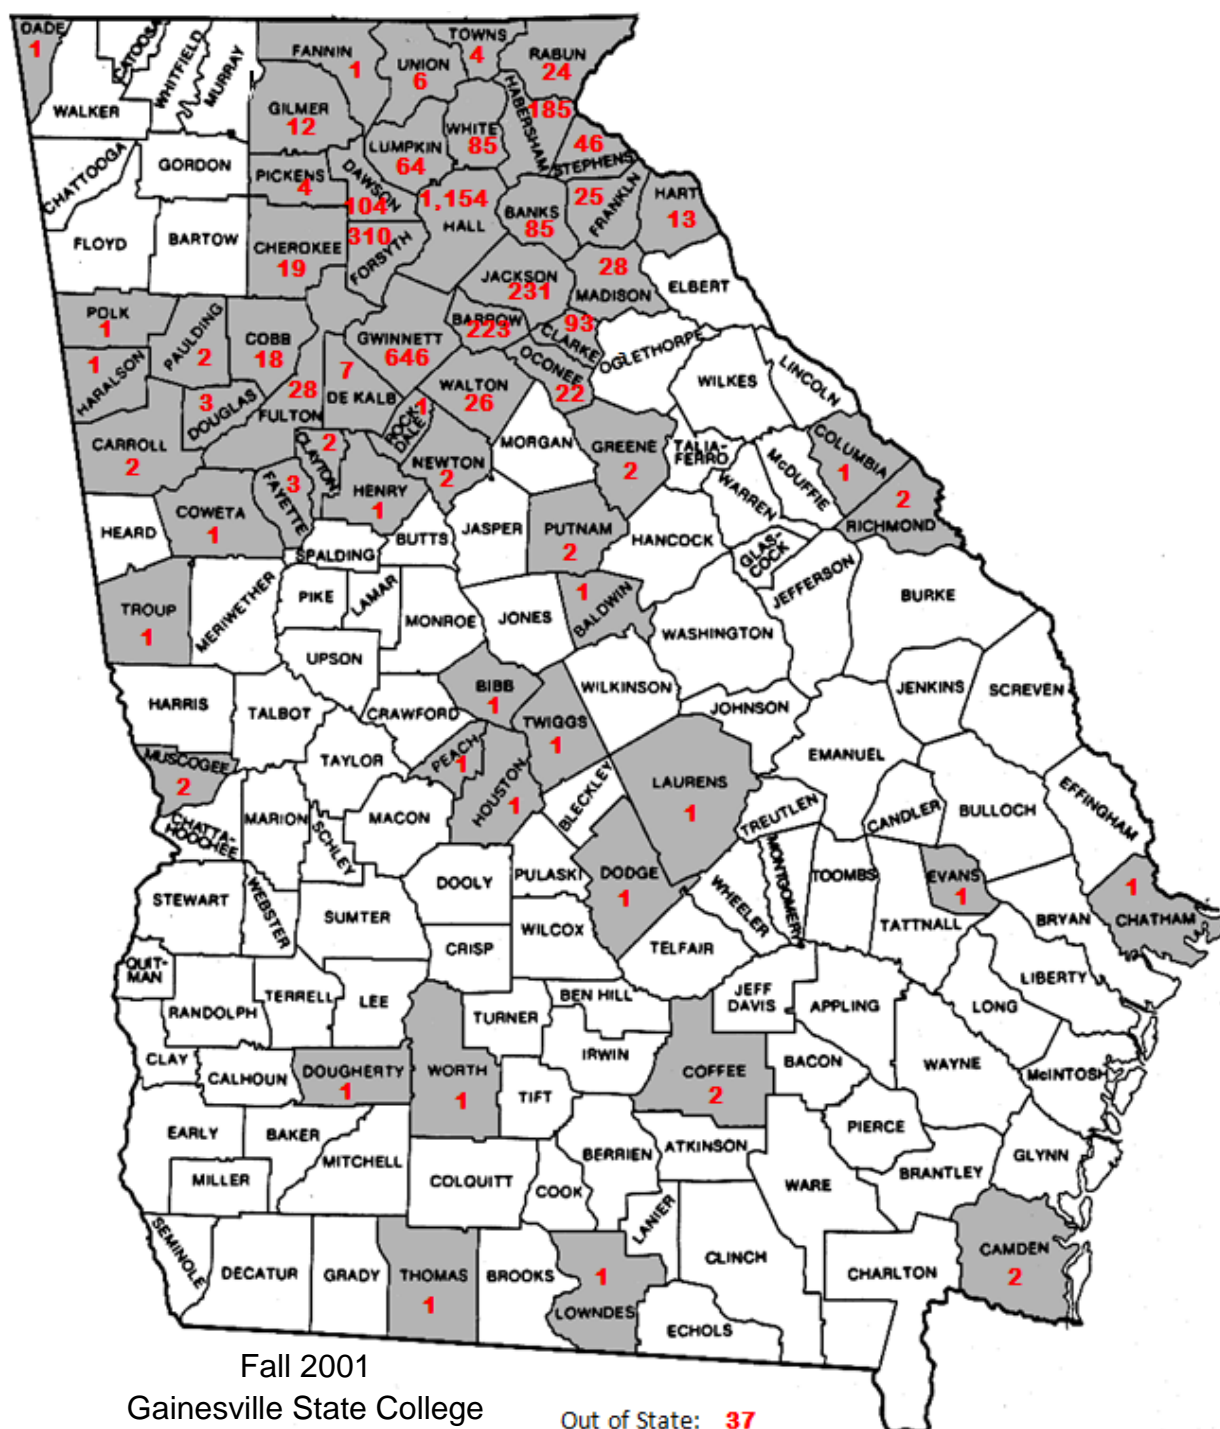 DADE
1
CATOOSA
WHITFIELD
MURRAY
WALKER
FANNIN
1
UNION
6
TOWNS
4
RABUN
24
GILMER
12
LUMPKIN
64
WHITE
85
HABERSHAM
185
46
STEPHENS
CHATTOOGA
GORDON
PICKENS
4
DAWSON
104
1,154
HALL
BANKS
85
25
FRANKLN
HART
13
FLOYD
BARTOW
CHEROKEE
19
310
FORSYTH
JACKSON
231
28
MADISON
ELBERT
POLK
1
PAULDING
2
COBB
18
GWINNETT
646
BARROW
223
93
CLARKE
OCONEE
22
OGLETHORPE
WILKES
LINCOLN
1
HARALSON
3
DOUGLAS
28
FULTON
7
DE KALB
WALTON
26
1
ROCK-
DALE
CARROLL
2
2
CLAYTON
NEWTON
2
MORGAN
GREENE
2
TALIA-
FERRO
McDUFFIE
COLUMBIA
1
HEARD
COWETA
1
3
FAYETTE
HENRY
1
BUTTS
JASPER
PUTNAM
2
HANCOCK
WARREN
GLAS-
COCK
2
RICHMOND
SPALDING
TROUP
1
MERIWETHER
PIKE
LAMAR
MONROE
JONES
1
BALDWIN
WASHINGTON
JEFFERSON
BURKE
UPSON
HARRIS
TALBOT
CRAWFORD
BIBB
1
TWIGGS
1
WILKINSON
JOHNSON
JENKINS
SCREVEN
MUSCOGEE
2
TAYLOR
PEACH
1
HOUSTON
1
BLECKLEY
LAURENS
1
EMANUEL
CHATTA-
HOOCHEE
MARION
SCHLEY
MACON
TREUTLEN
CANDLER
BULLOCH
EFFINGHAM
STEWART
WEBSTER
SUMTER
DOOLY
PULASKI
DODGE
1
WHEELER
MONTGOMERY
TOOMBS
TATTNALL
EVANS
1
BRYAN
1
CHATHAM
CRISP
WILCOX
TELFAIR
QUIT-
MAN
RANDOLPH
TERRELL
LEE
TURNER
BEN HILL
JEFF
DAVIS
APPLING
LONG
LIBERTY
CLAY
CALHOUN
DOUGHERTY
1
WORTH
1
TIFT
IRWIN
COFFEE
2
BACON
WAYNE
McINTOSH
EARLY
BAKER
MITCHELL
MILLER
COLQUITT
COOK
BERRIEN
ATKINSON
PIERCE
BRANTLEY
GLYNN
WARE
SEMINOLE
DECATUR
GRADY
THOMAS
1
BROOKS
1
LOWNDES
LANIER
CLINCH
ECHOLS
CHARLTON
CAMDEN
2
Fall 2001
Gainesville State College
Out of State: 37